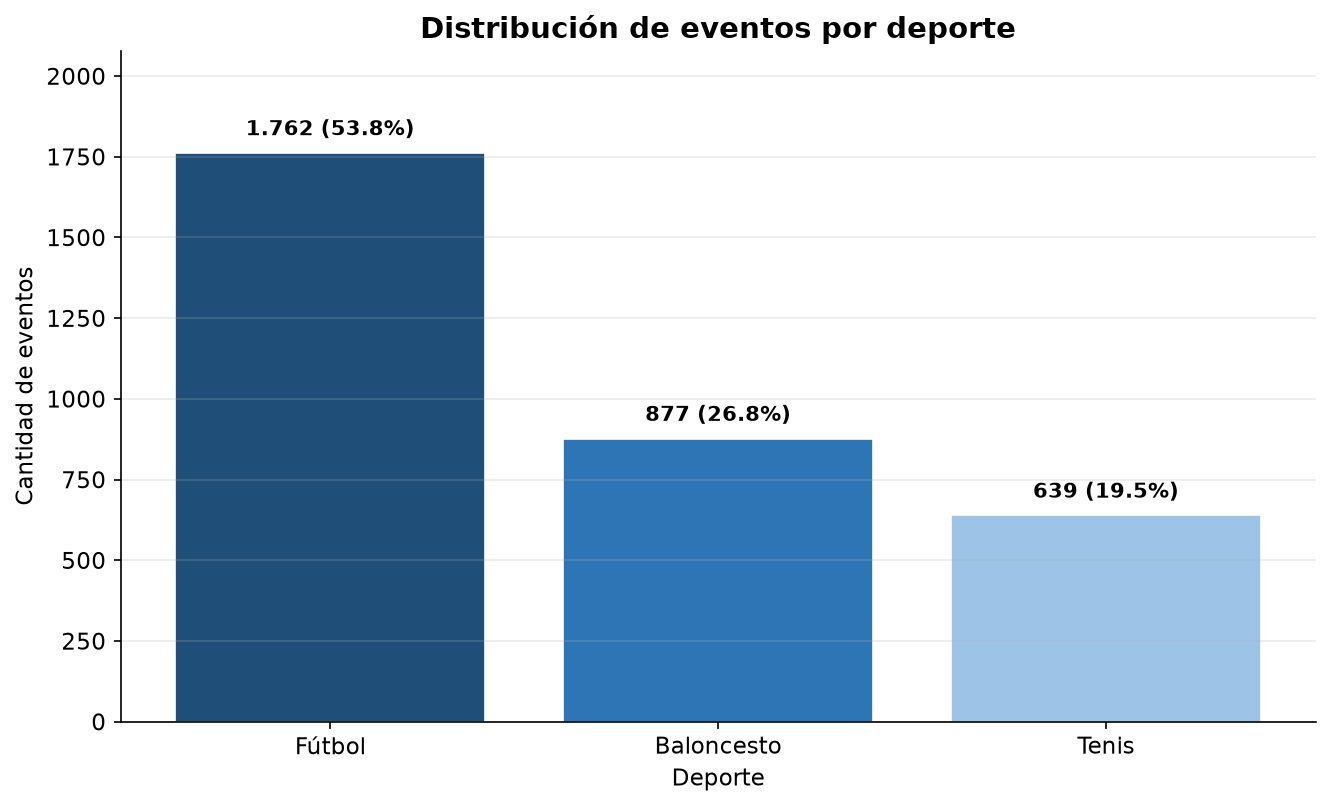 Distribución de eventos por deporte
Cantidad de eventos
2000
1750
1500
1250
1000
750
500
250
0
1.762 (53.8%)
877 (26.8%)
639 (19.5%)
Fútbol
Baloncesto
Tenis
Deporte